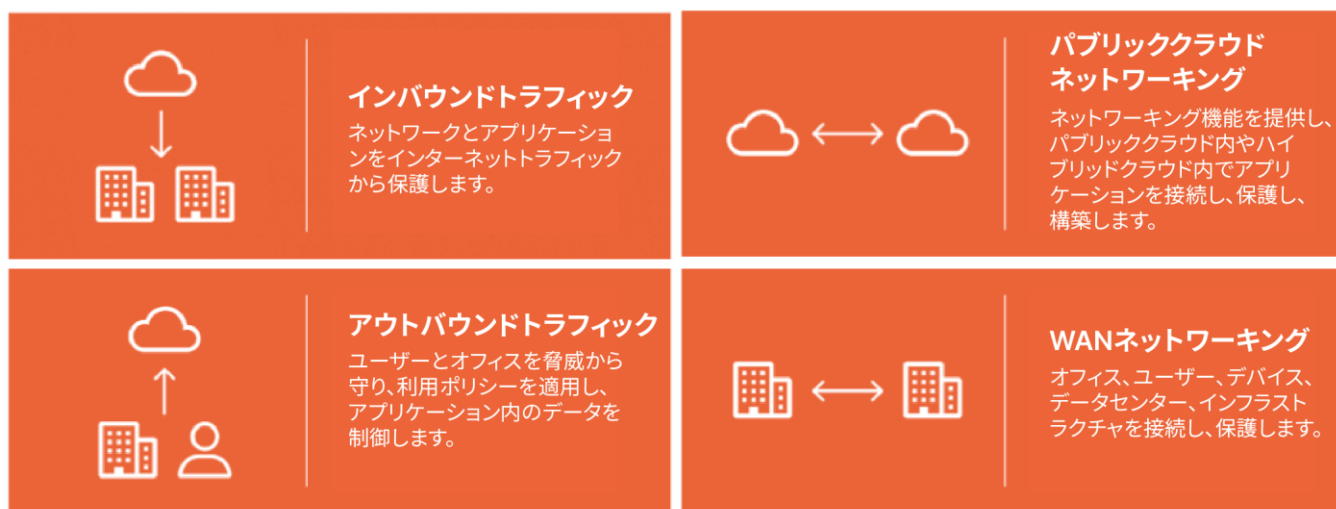 インバウンドトラフィック
ネットワークとアプリケーショ
ンをインターネットトラフィック
から保護します。
パブリッククラウド
ネットワーキング
ネットワーキング機能を提供し、
パブリッククラウド内やハイ
ブリッドクラウド内でアプリ
ケーションを接続し、保護し、
構築します。
アウトバウンドトラフィック
ユーザーとオフィスを脅威から
守り、利用ポリシーを適用し、
アプリケーション内のデータを
制御します。
WANネットワーキング
オフィス、ユーザー、デバイス、
データセンター、インフラスト
ラクチャを接続し、保護します。